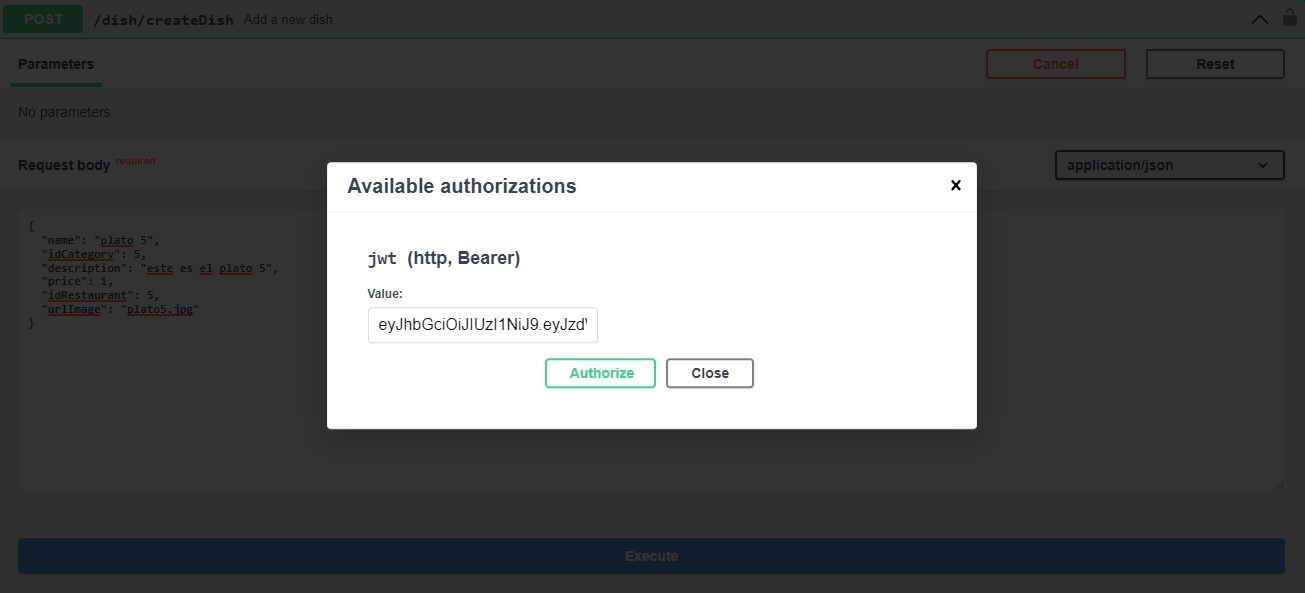 POST /dish/createDish Add a new dish
Parameters
Cancel
Reset
No parameters
Request body required
application/json
{
"name": "plato 5",
"idCategory": 5,
"description": "este es el plato 5",
"price": 1,
"idRestaurant": 5,
"urlImage": "plato5.jpg"
}
Available authorizations
×
jwt (http, Bearer)
Value:
eyJhbGciOiJIUzI1NiJ9.eyJzd
Authorize
Close
Execute